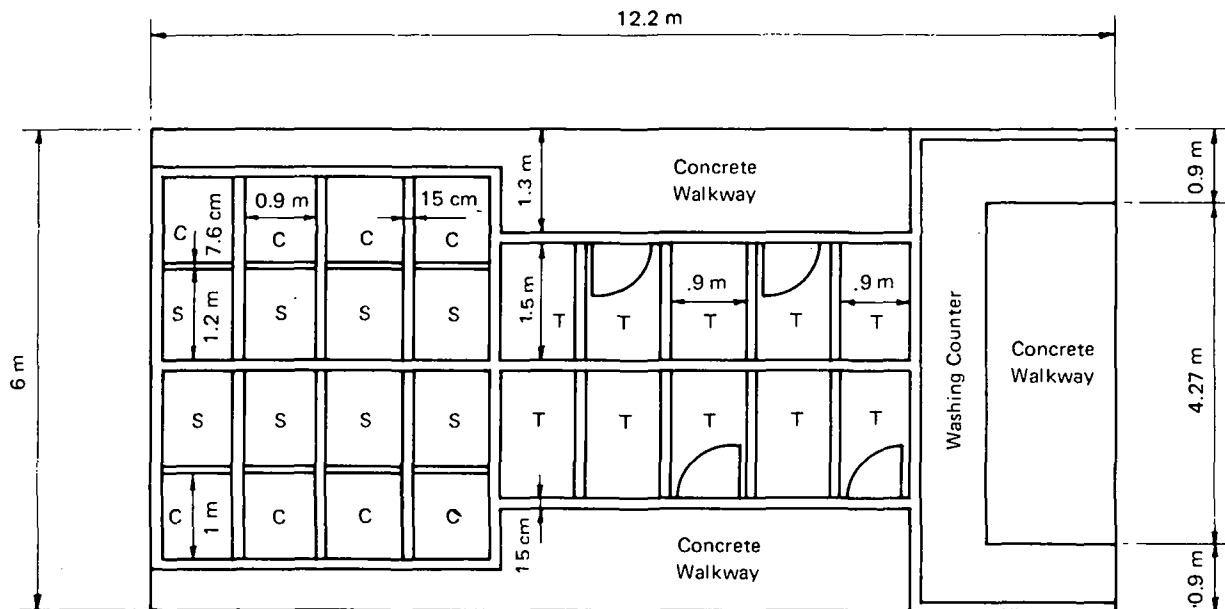 12.2 m
Concrete
Walkway
1.3 m
0.9 m
0.9 m
15 cm
7.6 cm
C
C
C
C
1.2 m
S
S
S
S
1.5 m
.9 m
.9 m
T
T
T
T
T
6 m
Washing Counter
Concrete
Walkway
4.27 m
S
S
S
S
T
T
T
T
T
C
1 m
C
C
C
15 cm
Concrete
Walkway
0.9 m